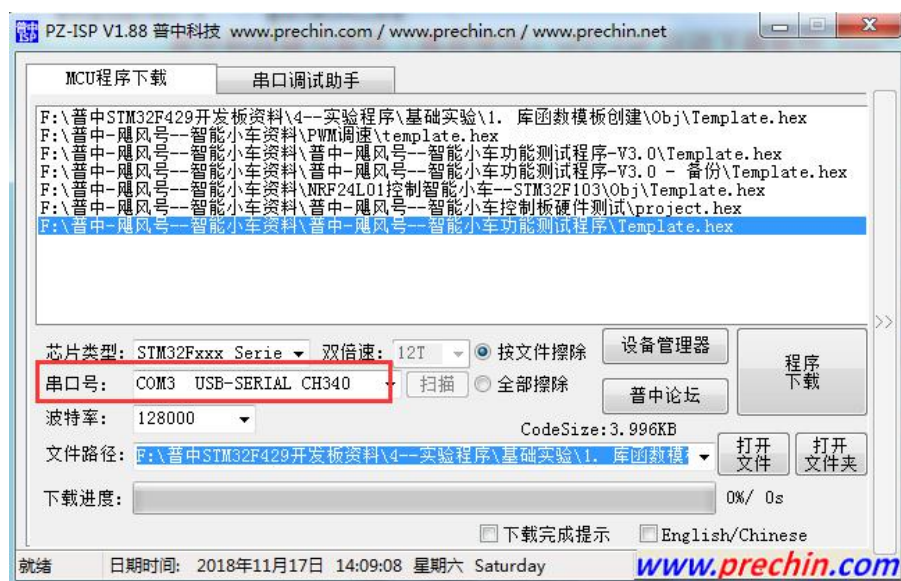 普中ISP PZ-ISP V1.88 普中科技 www.prechin.com / www.prechin.cn / www.prechin.net
MCU程序下载 串口调试助手
F:\普中STM32F429开发板资料\4--实验程序\基础实验\1. 库函数模板创建\Obj\Template.hex
F:\普中-飓风号--智能小车资料\PWM调速\template.hex
F:\普中-飓风号--智能小车资料\普中-飓风号--智能小车功能测试程序-V3.0\Template.hex
F:\普中-飓风号--智能小车资料\普中-飓风号--智能小车功能测试程序-V3.0 - 备份\Template.hex
F:\普中-飓风号--智能小车资料\NRF24L01控制智能小车--STM32F103\Obj\Template.hex
F:\普中-飓风号--智能小车资料\普中-飓风号--智能小车控制板硬件测试\project.hex
F:\普中-飓风号--智能小车资料\普中-飓风号--智能小车功能测试程序\Template.hex
>>
芯片类型: STM32Fxxx Serie 双倍速: 12T 按文件擦除 设备管理器
程序下载
串口号: COM3 USB-SERIAL CH340 扫描 全部擦除 普中论坛
波特率: 128000 CodeSize:3.996KB
文件路径: F:\普中STM32F429开发板资料\4--实验程序\基础实验\1. 库函数模 打开文件 打开文件夹
下载进度: 0%/ 0s
下载完成提示 English/Chinese
就绪 日期时间: 2018年11月17日 14:09:08 星期六 Saturday www.prechin.com